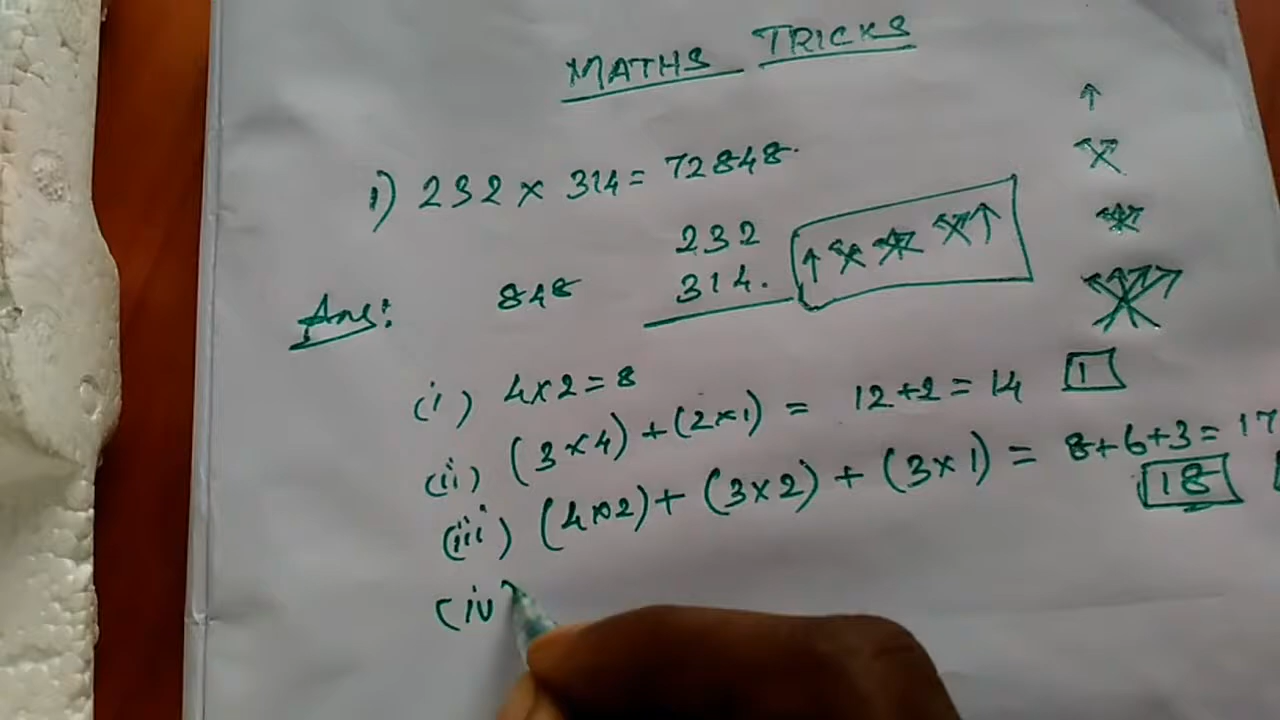 MATHS TRICKS
1) 232 × 314 = 72848.
232
Ans: 848 314.
(i) 4×2=8
(ii) (3×4)+(2×1) = 12+2=14 1
(iii) (4×2)+(3×2)+(3×1) = 8+6+3=17
18
(iv)